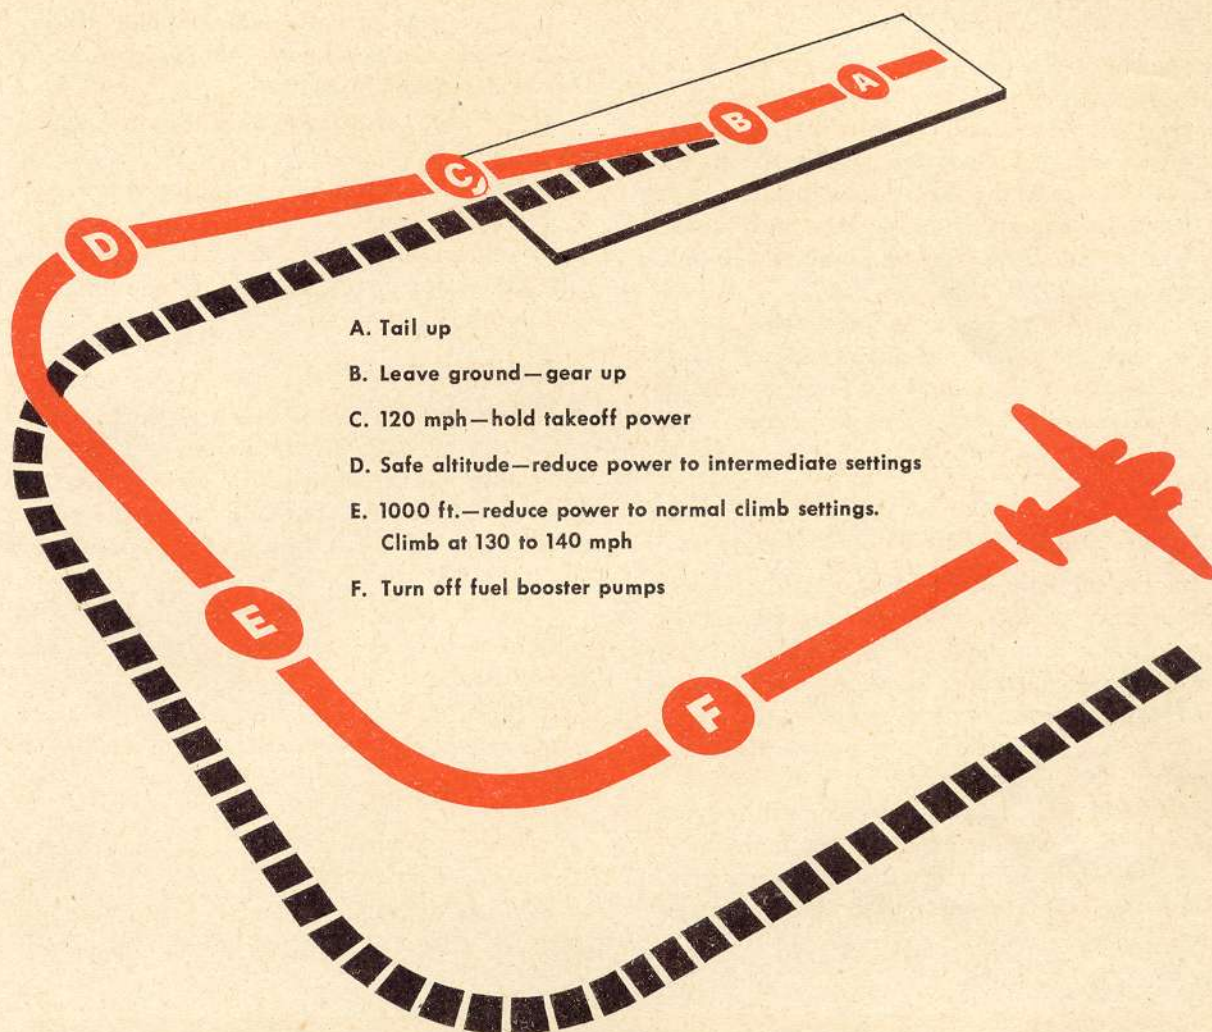 A
B
C
D
A. Tail up
B. Leave ground—gear up
C. 120 mph—hold takeoff power
D. Safe altitude—reduce power to intermediate settings
E. 1000 ft.—reduce power to normal climb settings.
Climb at 130 to 140 mph
F. Turn off fuel booster pumps
E
F